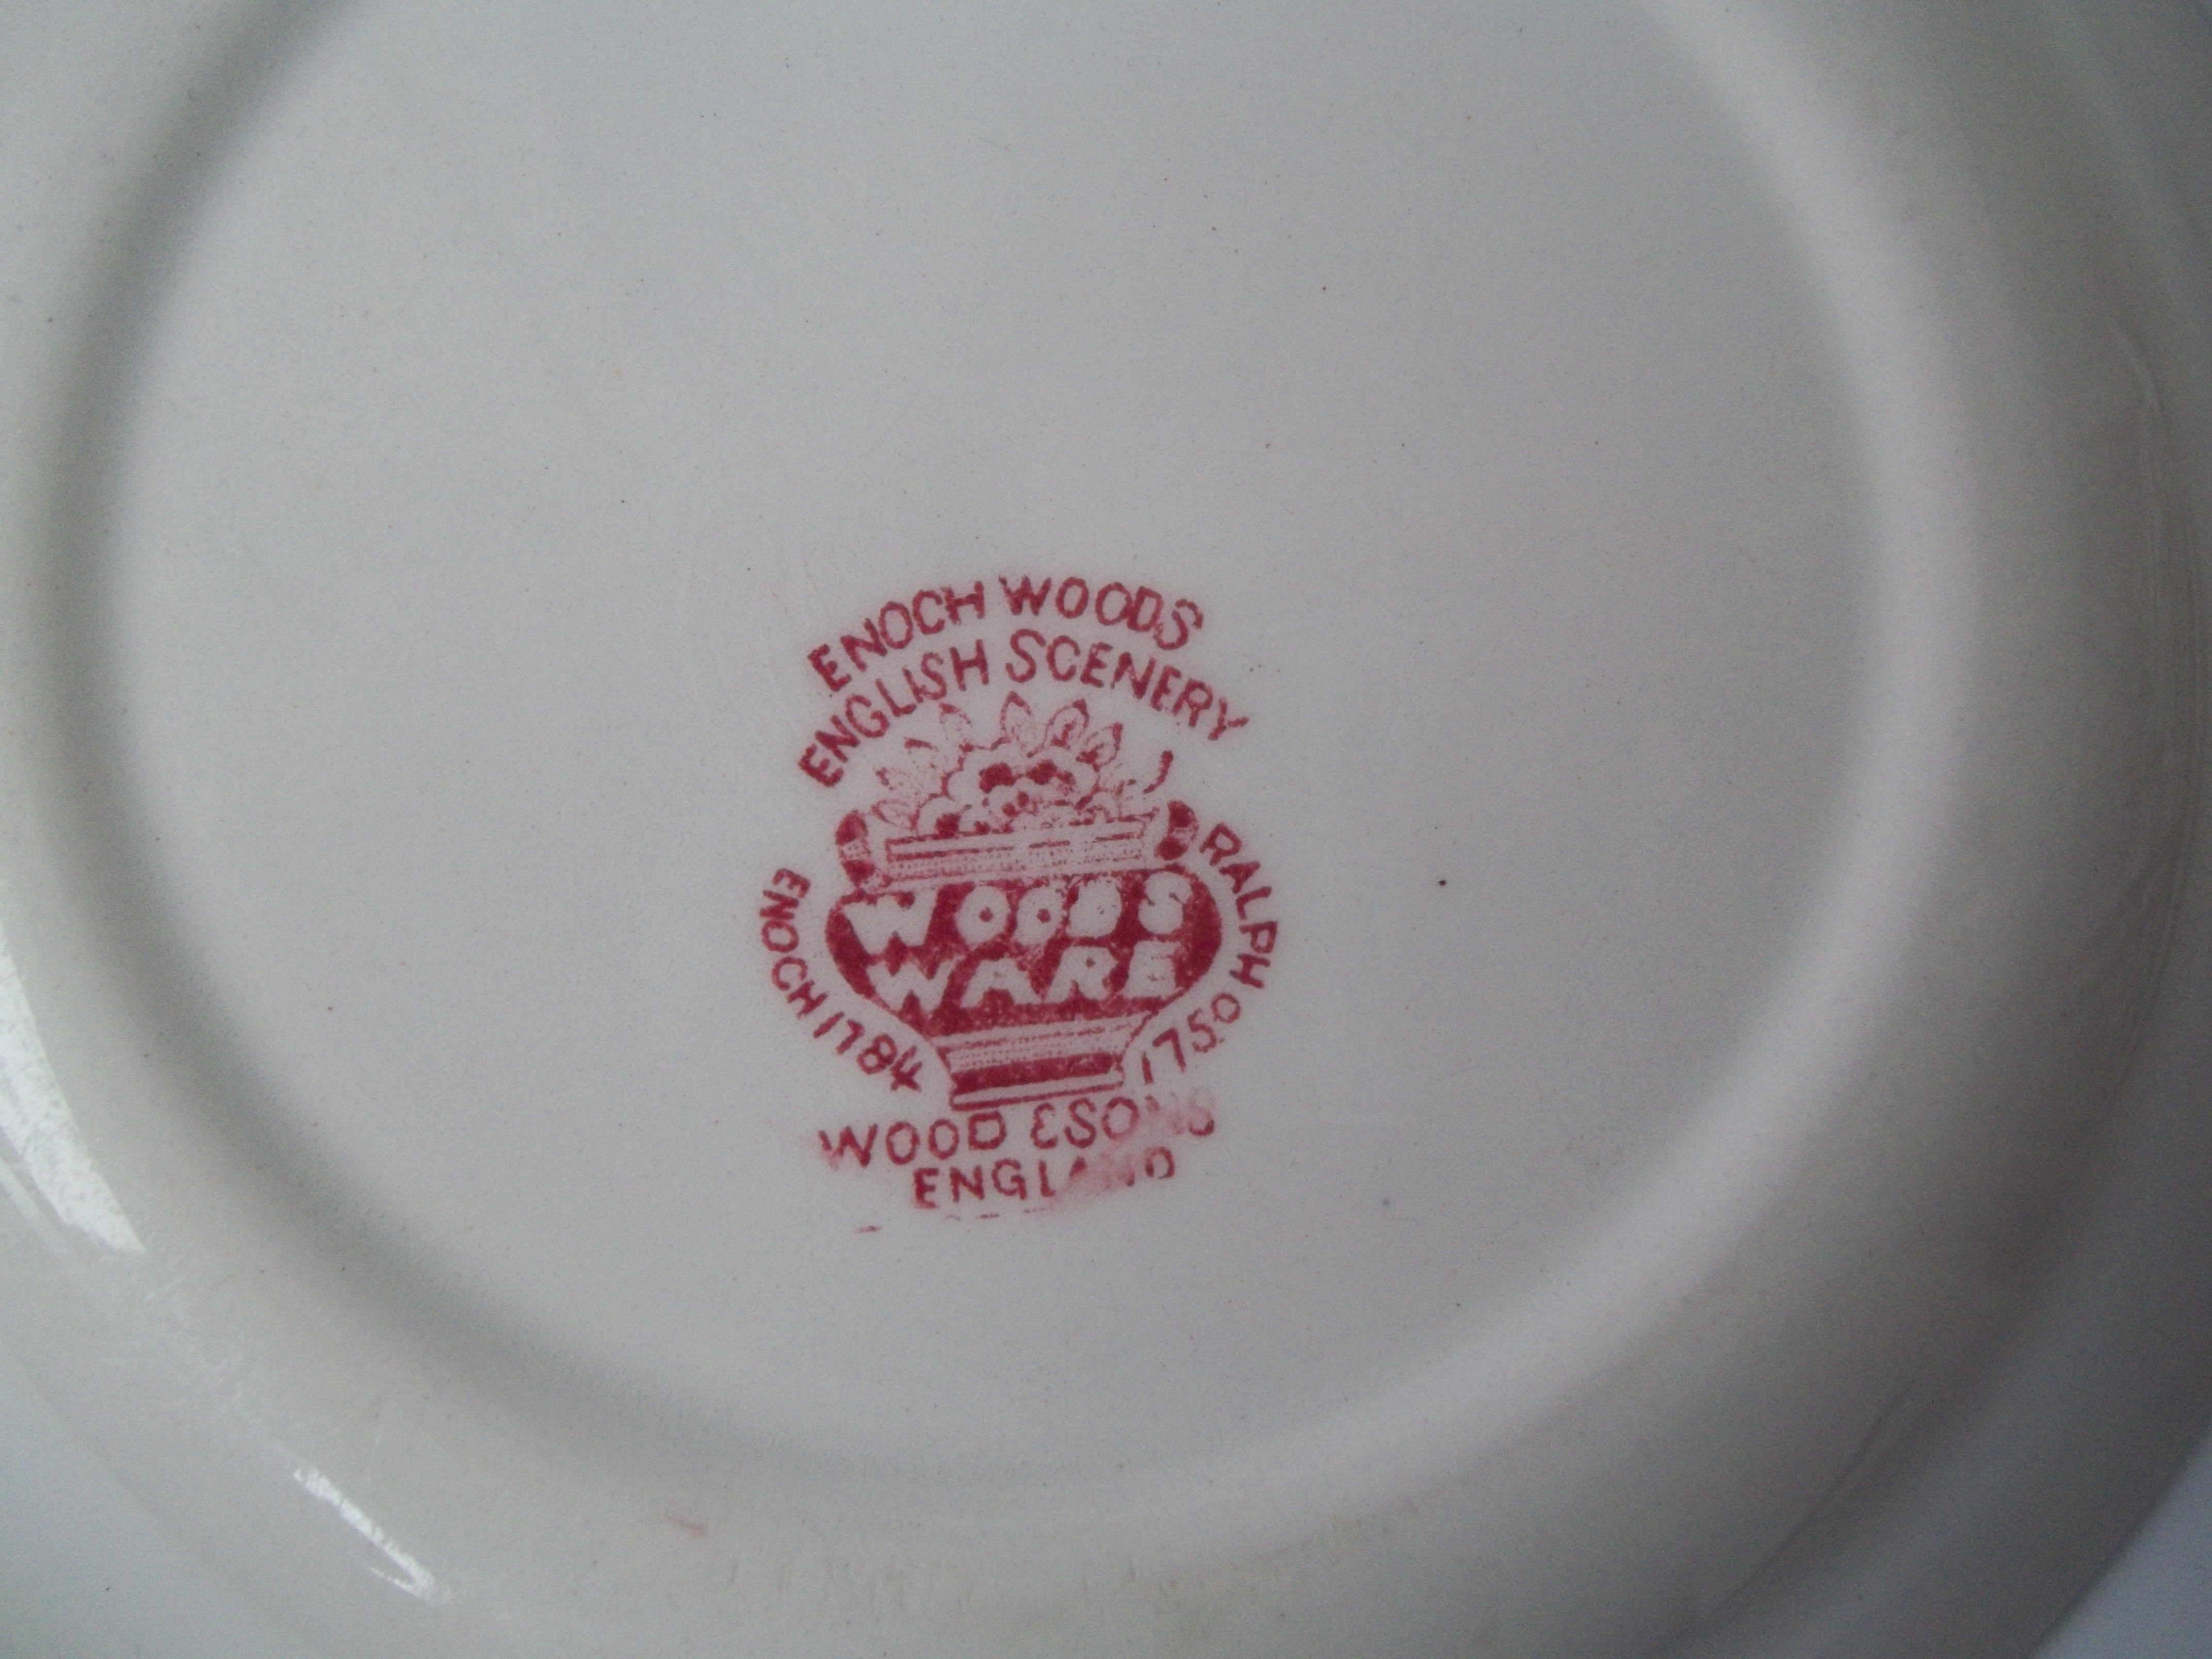 ENOCH WOODS
ENGLISH SCENERY
WOODS
WARE
ENOCH 1784
RALPH 1750
WOOD & SONS
ENGLAND